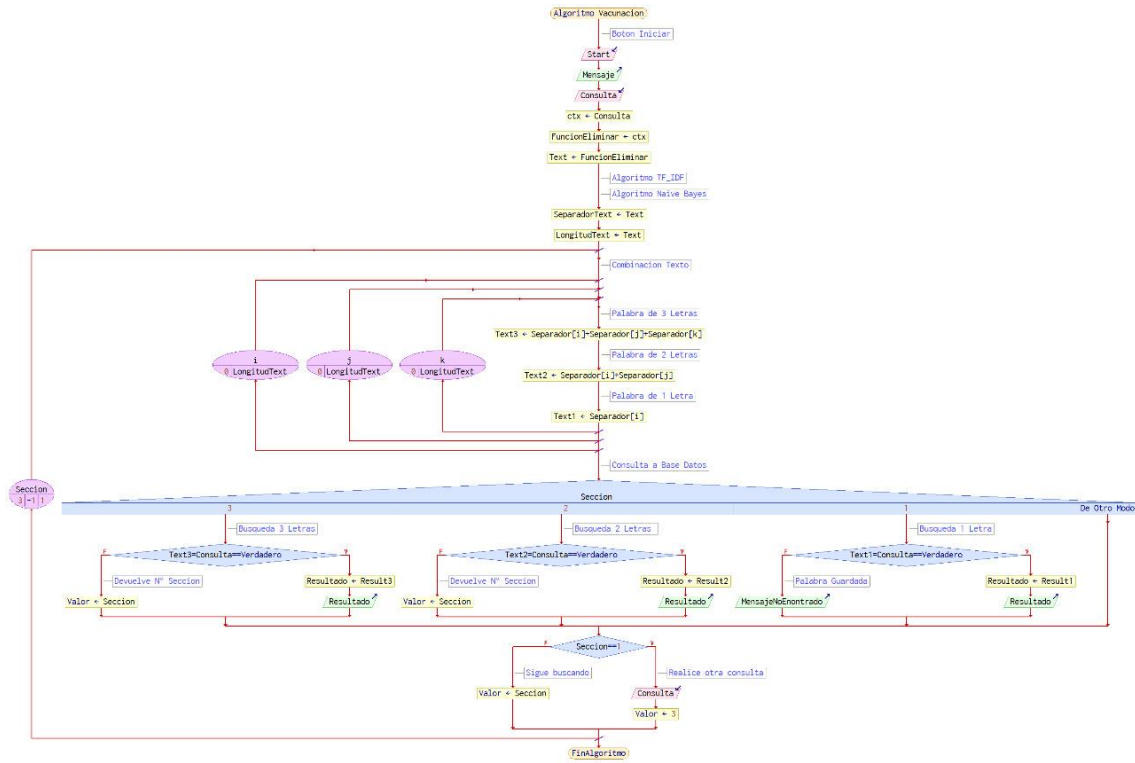 Algoritmo Vacunacion
Boton Iniciar
Start
Mensaje
Consulta
ctx ← Consulta
FuncionEliminar ← ctx
Text ← FuncionEliminar
Algoritmo TF_IDF
Algoritmo Naive Bayes
SeparadorText ← Text
LongitudText ← Text
Combinacion Texto
Palabra de 3 Letras
Text3 ← Separador[i]+Separador[j]+Separador[k]
i
0 LongitudText
j
0 LongitudText
k
0 LongitudText
Palabra de 2 Letras
Text2 ← Separador[i]+Separador[j]
Palabra de 1 Letra
Text1 ← Separador[i]
Consulta a Base Datos
Seccion
3 -1 1
Seccion
3 2 1 De Otro Modo
Busqueda 3 Letras
Busqueda 2 Letras
Busqueda 1 Letra
F Text3=Consulta==Verdadero V
F Text2=Consulta==Verdadero V
F Text1=Consulta==Verdadero V
Devuelve N° Seccion
Resultado ← Result3
Devuelve N° Seccion
Resultado ← Result2
Palabra Guardada
Resultado ← Result1
Valor ← Seccion
Resultado
Valor ← Seccion
Resultado
MensajeNoEnontrado
Resultado
F Seccion==1 V
Sigue buscando
Realice otra consulta
Valor ← Seccion
Consulta
Valor ← 3
FinAlgoritmo